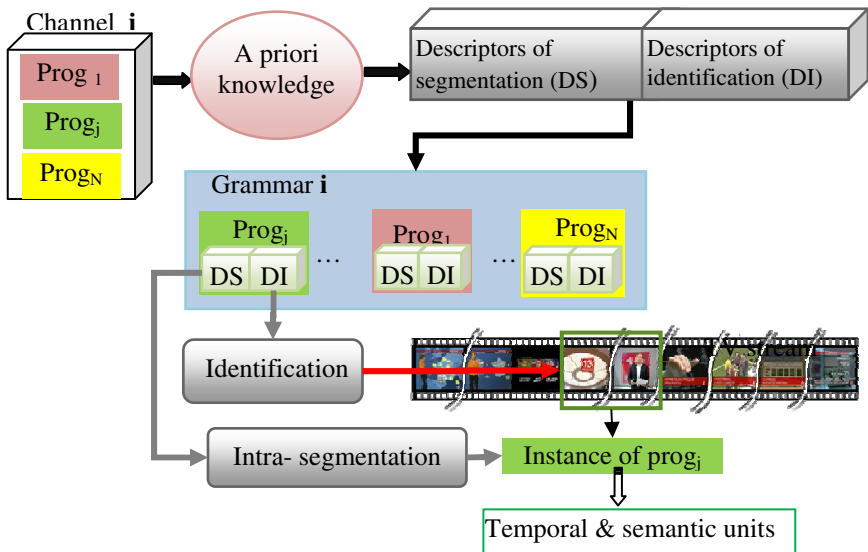 Channel i
Prog 1
Progj
ProgN
A priori
knowledge
Descriptors of
segmentation (DS)
Descriptors of
identification (DI)
Grammar i
Progj
DS DI
...
Prog1
DS DI
...
ProgN
DS DI
Identification
stream
Intra- segmentation
Instance of progj
Temporal & semantic units